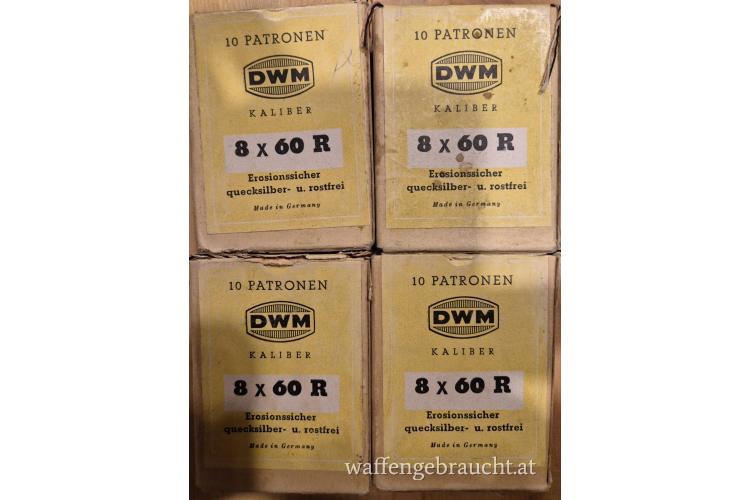 10 PATRONEN
DWM
KALIBER
8 x 60 R
Erosionssicher
quecksilber- u. rostfrei
Made in Germany
10 PATRONEN
DWM
KALIBER
8 x 60 R
Erosionssicher
quecksilber- u. rostfrei
Made in Germany
10 PATRONEN
DWM
KALIBER
8 x 60 R
Erosionssicher
quecksilber- u. rostfrei
Made in Germany
10 PATRONEN
DWM
KALIBER
8 x 60 R
Erosionssicher
quecksilber- u. rostfrei
Made in Germany
waffengebraucht.at